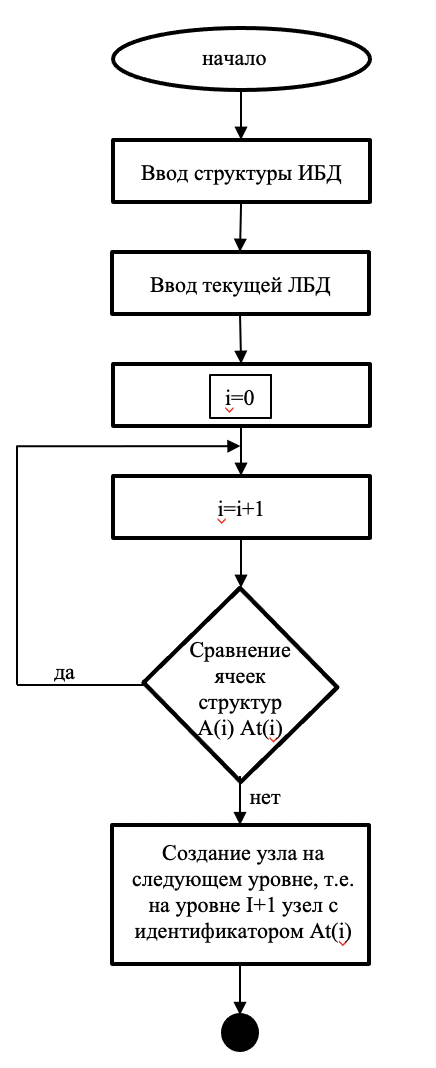 начало
Ввод структуры ИБД
Ввод текущей ЛБД
i=0
i=i+1
Сравнение
ячеек
структур
A(i) At(i)
да
нет
Создание узла на
следующем уровне, т.е.
на уровне I+1 узел с
идентификатором At(i)